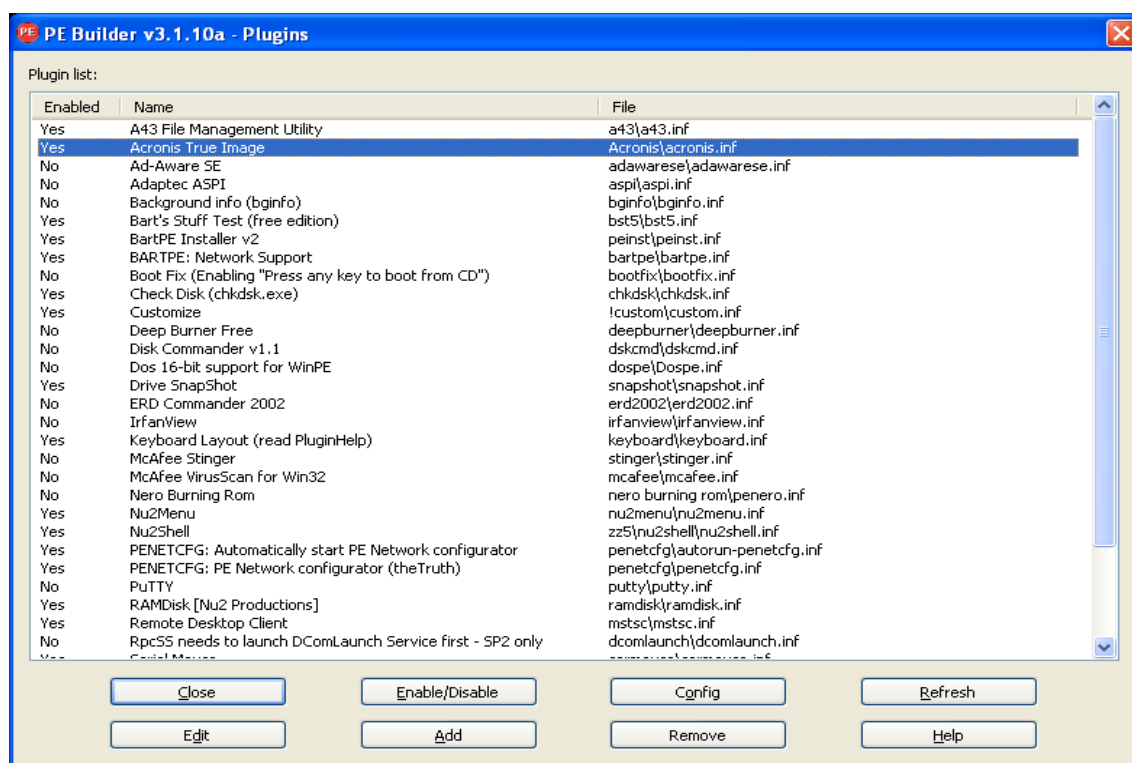 PE PE Builder v3.1.10a - Plugins
Plugin list:
Enabled Name File
Yes A43 File Management Utility a43\a43.inf
Yes Acronis True Image Acronis\acronis.inf
No Ad-Aware SE adawarese\adawarese.inf
No Adaptec ASPI aspi\aspi.inf
No Background info (bginfo) bginfo\bginfo.inf
Yes Bart's Stuff Test (free edition) bst5\bst5.inf
Yes BartPE Installer v2 peinst\peinst.inf
Yes BARTPE: Network Support bartpe\bartpe.inf
No Boot Fix (Enabling "Press any key to boot from CD") bootfix\bootfix.inf
Yes Check Disk (chkdsk.exe) chkdsk\chkdsk.inf
Yes Customize !custom\custom.inf
No Deep Burner Free deepburner\deepburner.inf
No Disk Commander v1.1 dskcmd\dskcmd.inf
No Dos 16-bit support for WinPE dospe\Dospe.inf
Yes Drive SnapShot snapshot\snapshot.inf
No ERD Commander 2002 erd2002\erd2002.inf
No IrfanView irfanview\irfanview.inf
Yes Keyboard Layout (read PluginHelp) keyboard\keyboard.inf
No McAfee Stinger stinger\stinger.inf
No McAfee VirusScan for Win32 mcafee\mcafee.inf
No Nero Burning Rom nero burning rom\penero.inf
Yes Nu2Menu nu2menu\nu2menu.inf
Yes Nu2Shell zz5\nu2shell\nu2shell.inf
Yes PENETCFG: Automatically start PE Network configurator penetcfg\autorun-penetcfg.inf
Yes PENETCFG: PE Network configurator (theTruth) penetcfg\penetcfg.inf
No PuTTY putty\putty.inf
Yes RAMDisk [Nu2 Productions] ramdisk\ramdisk.inf
Yes Remote Desktop Client mstsc\mstsc.inf
No RpcSS needs to launch DComLaunch Service first - SP2 only dcomlaunch\dcomlaunch.inf
Close Enable/Disable Config Refresh
Edit Add Remove Help